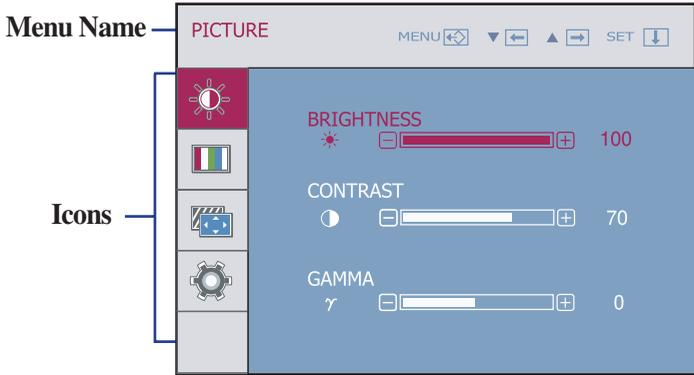 Menu Name
PICTURE
MENU ▼ ▲ SET
BRIGHTNESS
100
CONTRAST
70
Icons
GAMMA
γ 0